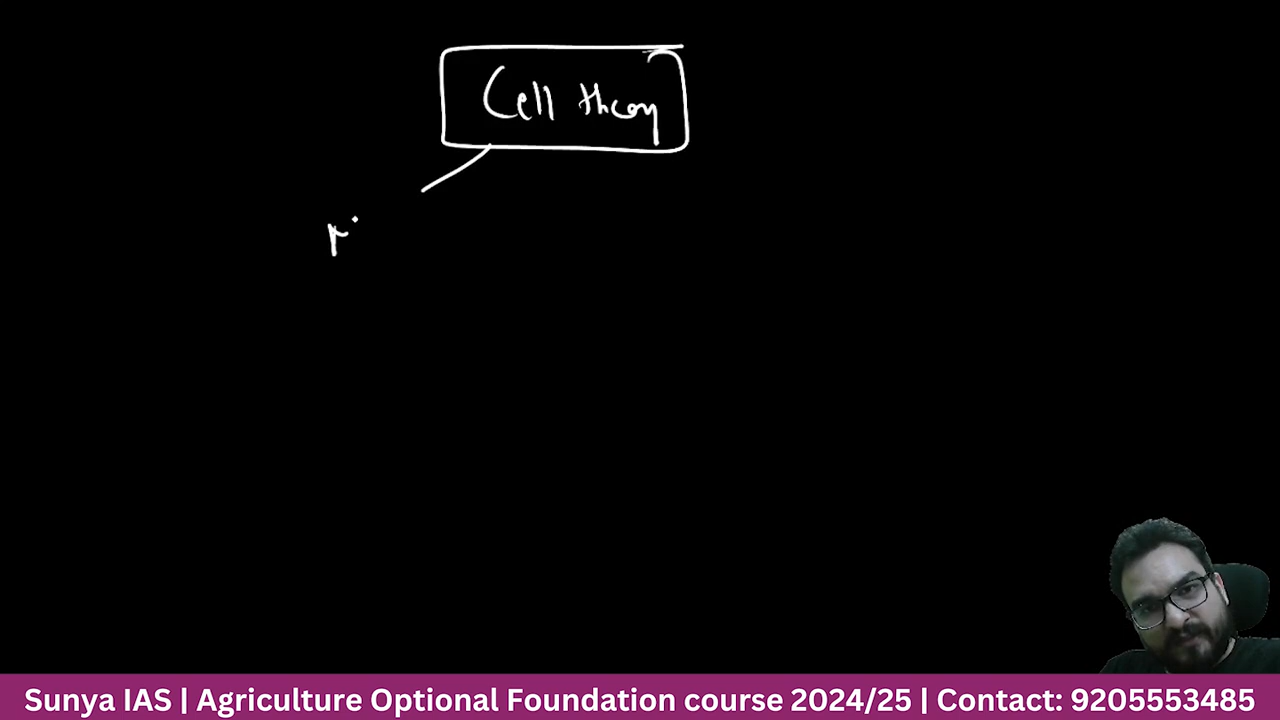 Cell theory
Sunya IAS | Agriculture Optional Foundation course 2024/25 | Contact: 9205553485